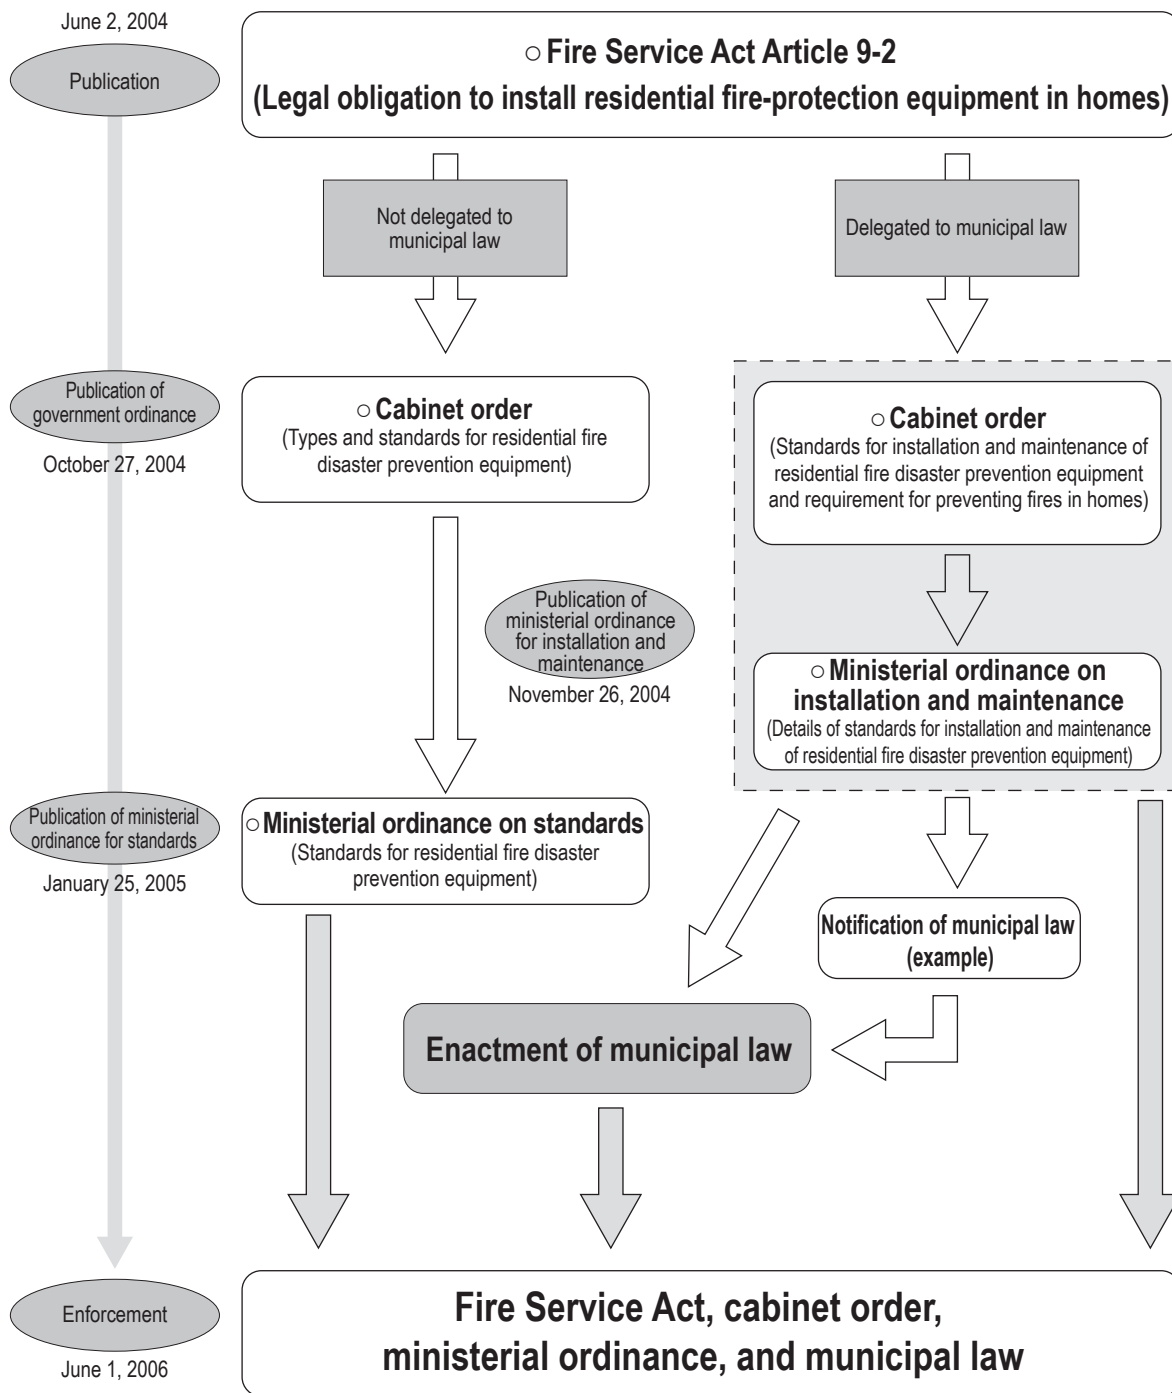 June 2, 2004
Publication
○ Fire Service Act Article 9-2
(Legal obligation to install residential fire-protection equipment in homes)
Not delegated to
municipal law
Delegated to municipal law
Publication of
government ordinance
October 27, 2004
○ Cabinet order
(Types and standards for residential fire
disaster prevention equipment)
○ Cabinet order
(Standards for installation and maintenance of
residential fire disaster prevention equipment
and requirement for preventing fires in homes)
Publication of
ministerial ordinance
for installation and
maintenance
November 26, 2004
○ Ministerial ordinance on
installation and maintenance
(Details of standards for installation and maintenance
of residential fire disaster prevention equipment)
Publication of ministerial
ordinance for standards
January 25, 2005
○ Ministerial ordinance on standards
(Standards for residential fire disaster
prevention equipment)
Notification of municipal law
(example)
Enactment of municipal law
Enforcement
June 1, 2006
Fire Service Act, cabinet order,
ministerial ordinance, and municipal law